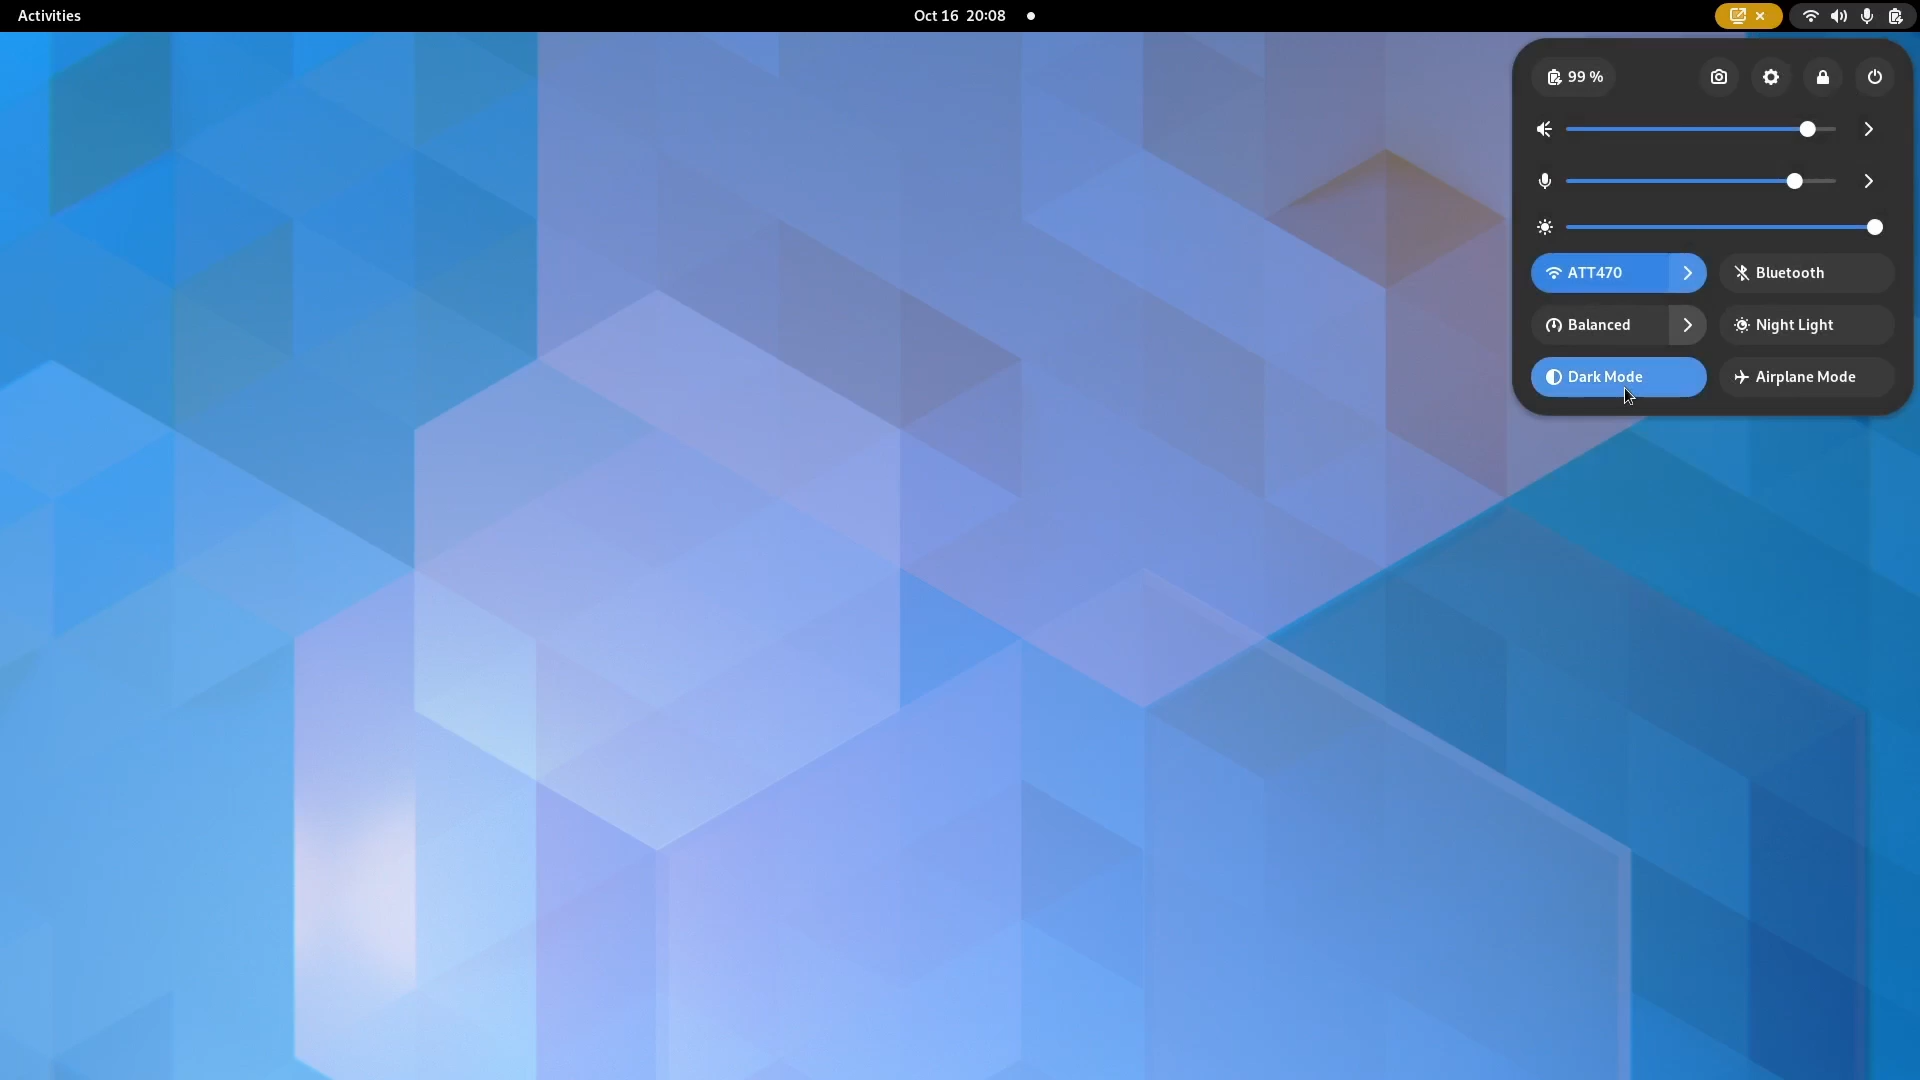 Activities
Oct 16 20:08
99 %
ATT470
Bluetooth
Balanced
Night Light
Dark Mode
Airplane Mode